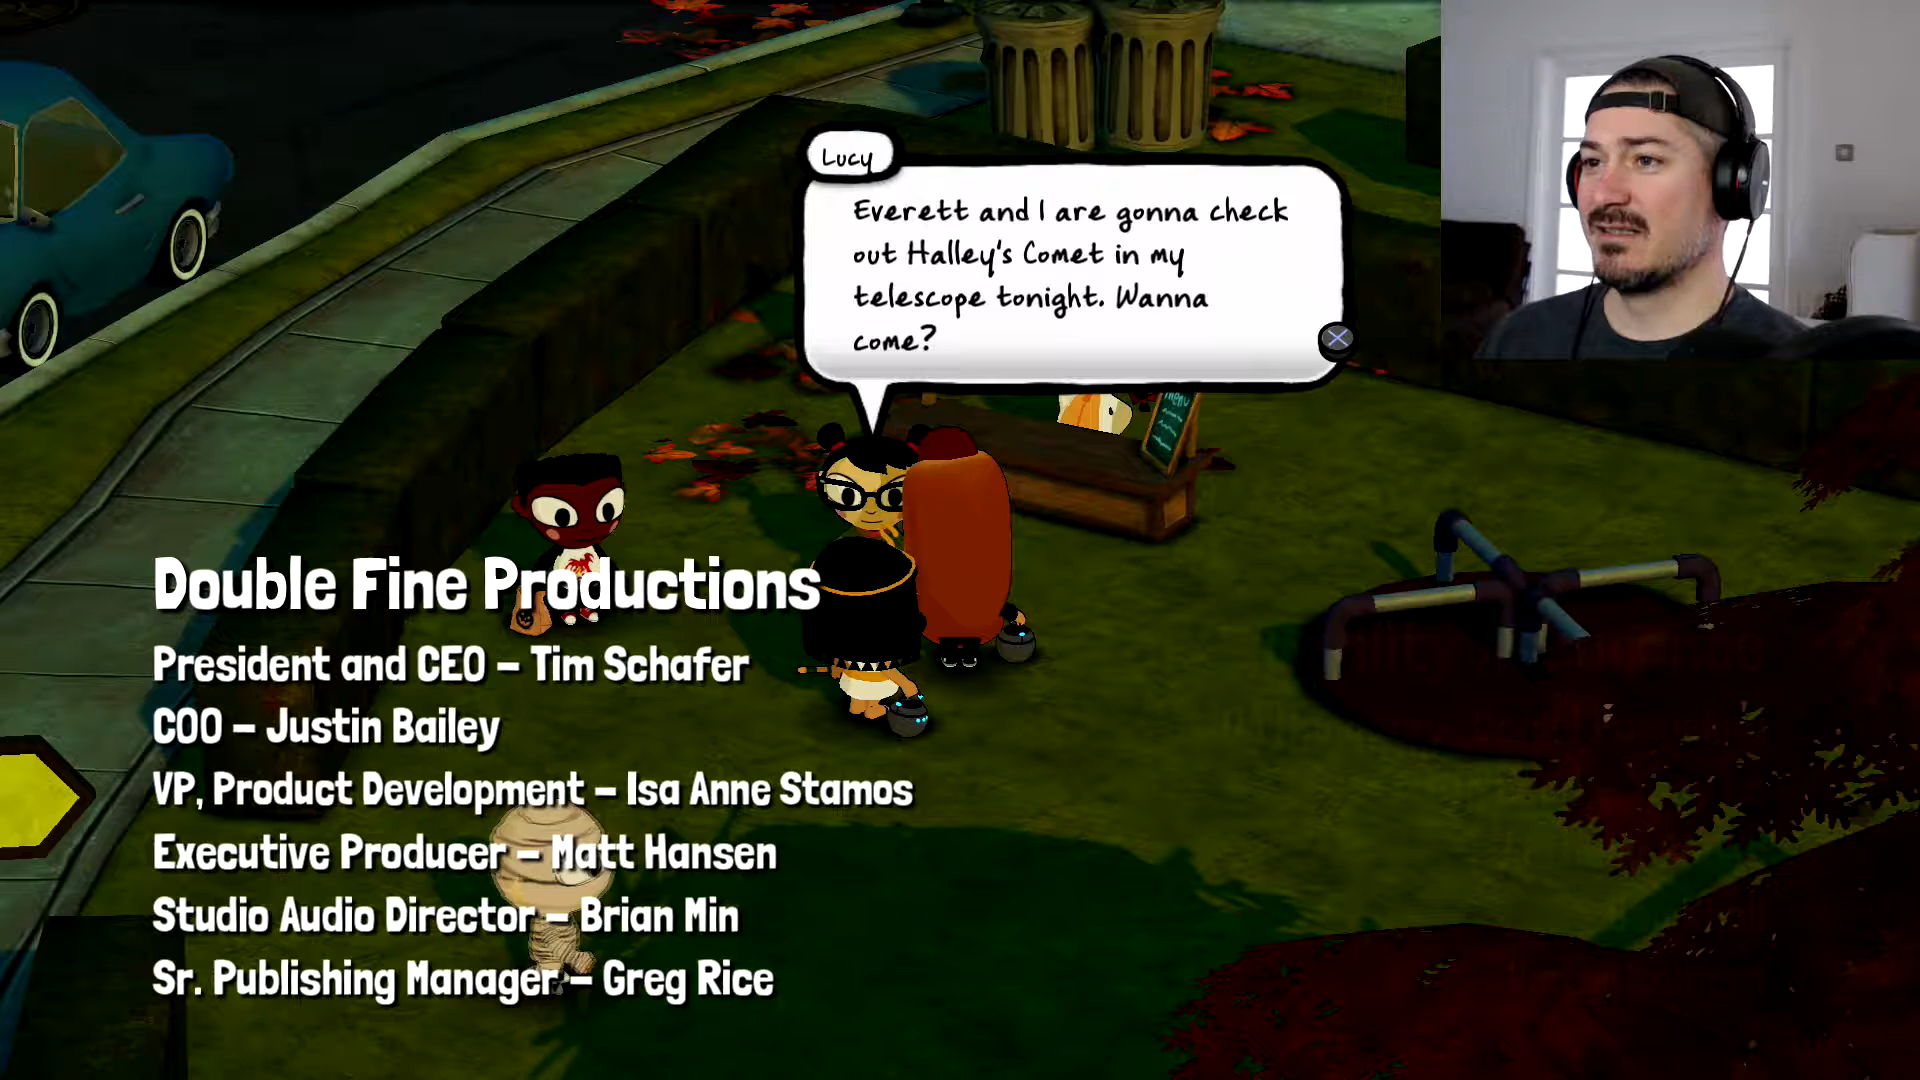 Lucy
Everett and I are gonna check
out Halley's Comet in my
telescope tonight. Wanna
come?
menu
Double Fine Productions
President and CEO – Tim Schafer
COO – Justin Bailey
VP, Product Development – Isa Anne Stamos
Executive Producer – Matt Hansen
Studio Audio Director – Brian Min
Sr. Publishing Manager – Greg Rice